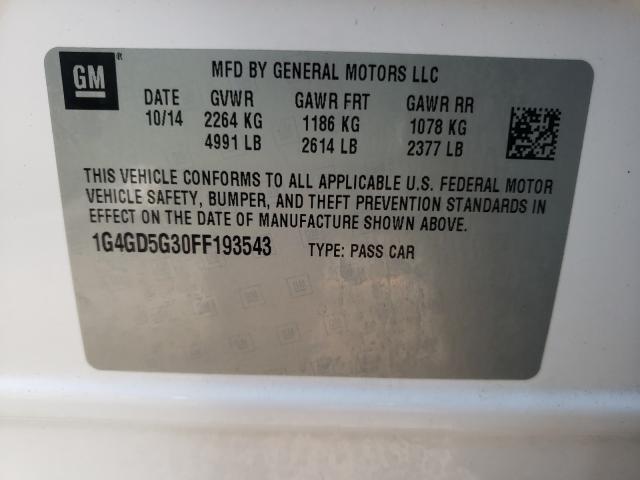 GM®
MFD BY GENERAL MOTORS LLC
DATE GVWR GAWR FRT GAWR RR
10/14 2264 KG 1186 KG 1078 KG
4991 LB 2614 LB 2377 LB
THIS VEHICLE CONFORMS TO ALL APPLICABLE U.S. FEDERAL MOTOR
VEHICLE SAFETY, BUMPER, AND THEFT PREVENTION STANDARDS IN
EFFECT ON THE DATE OF MANUFACTURE SHOWN ABOVE.
1G4GD5G30FF193543 TYPE: PASS CAR